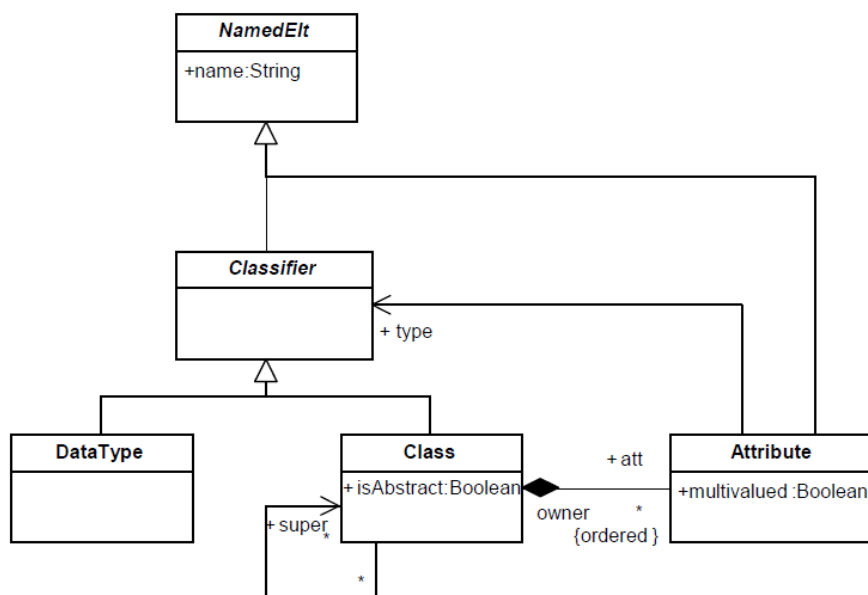 NamedElt
+name:String
Classifier
+ type
DataType
Class
Attribute
+ isAbstract:Boolean
+ att
+multivalued :Boolean
owner
*
{ordered }
+ super
*
*